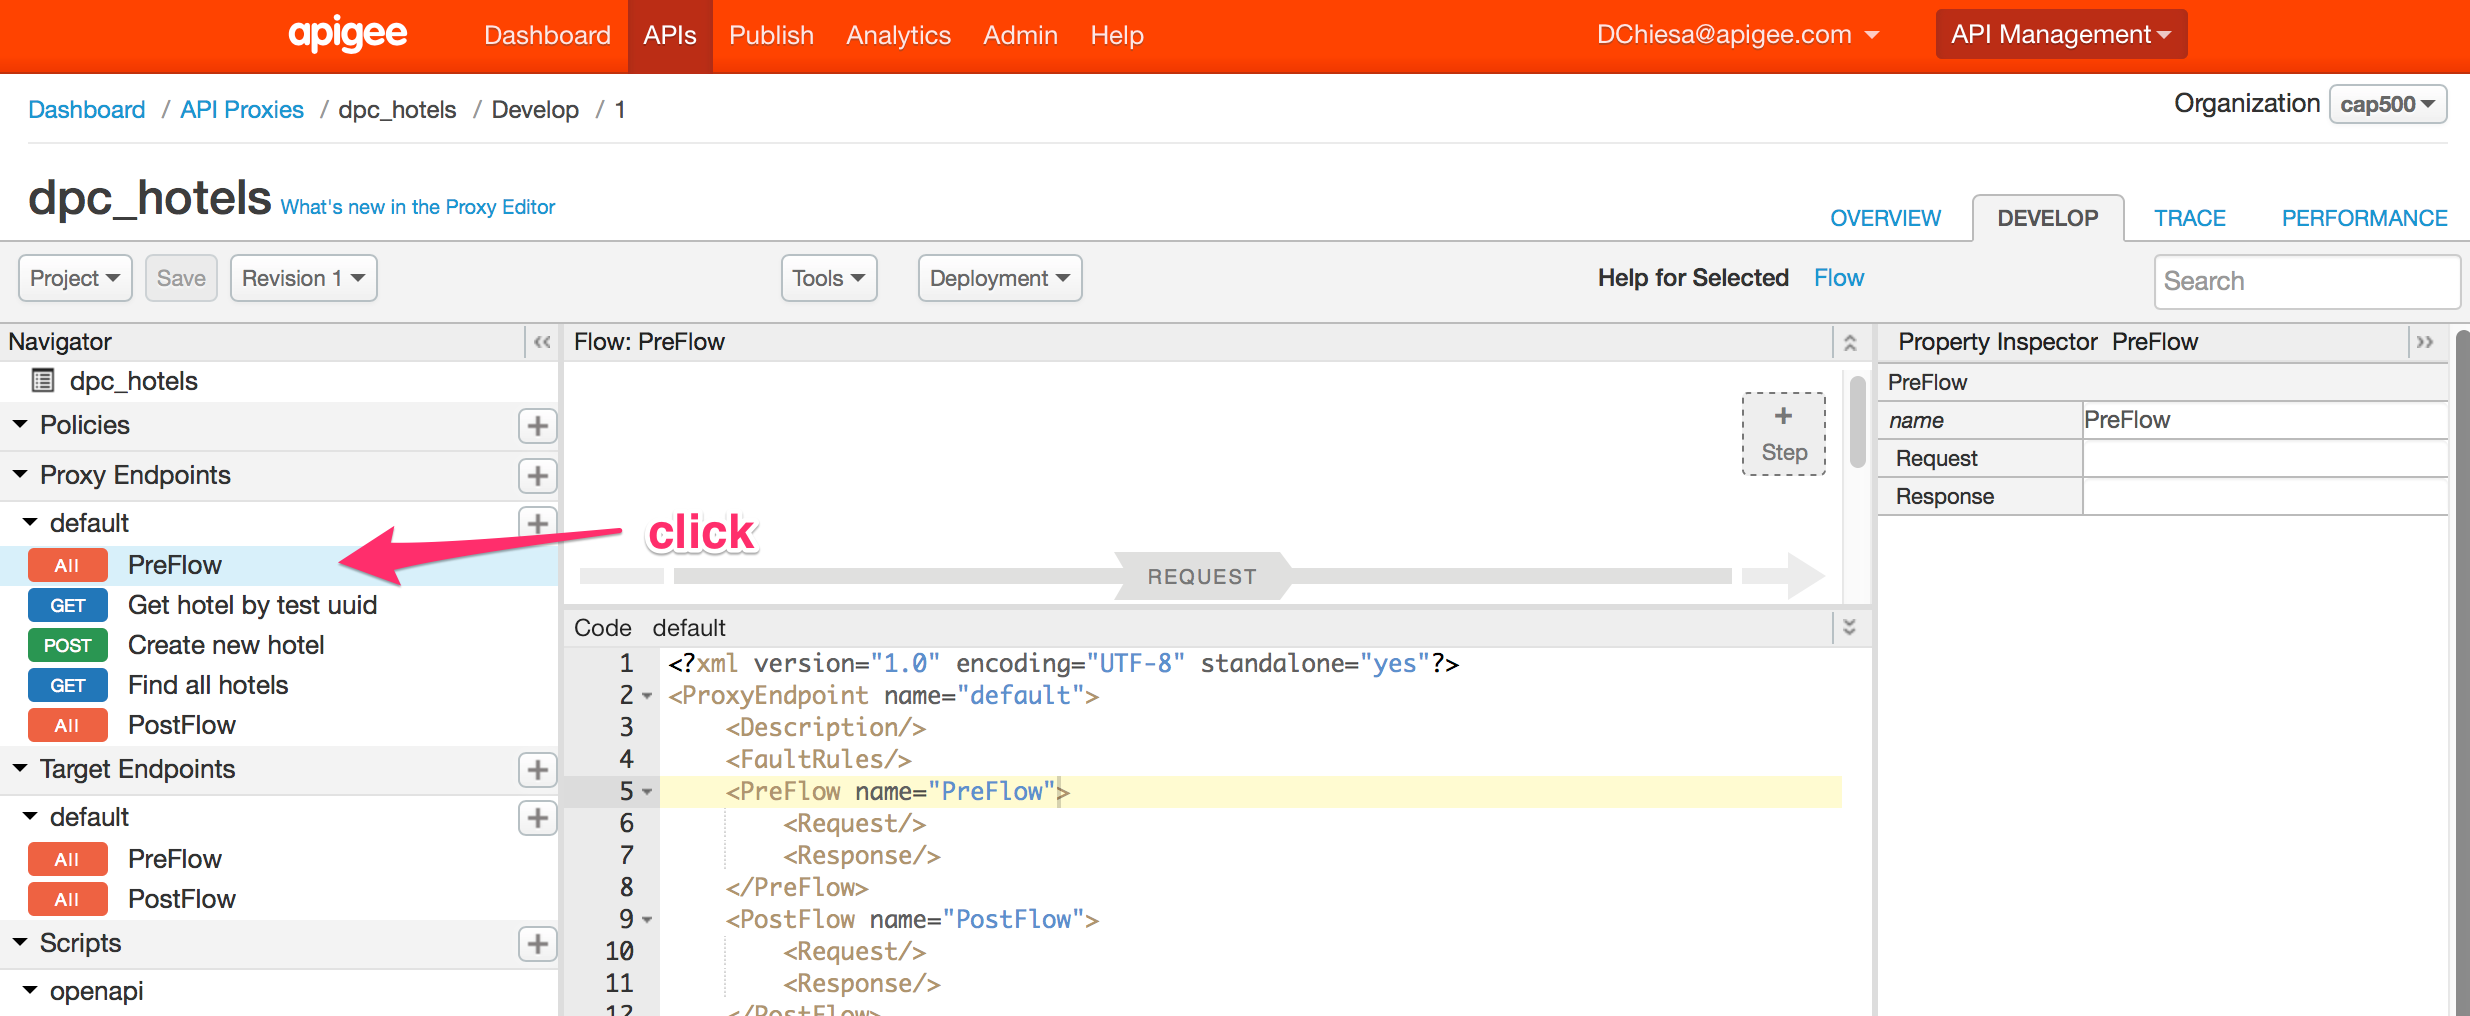 apigee Dashboard APIs Publish Analytics Admin Help DChiesa@apigee.com API Management
Dashboard / API Proxies / dpc_hotels / Develop / 1 Organization cap500
dpc_hotels What's new in the Proxy Editor OVERVIEW DEVELOP TRACE PERFORMANCE
Project Save Revision 1 Tools Deployment Help for Selected Flow Search
Navigator
dpc_hotels
Policies
Proxy Endpoints
default
All PreFlow
GET Get hotel by test uuid
POST Create new hotel
GET Find all hotels
All PostFlow
Target Endpoints
default
All PreFlow
All PostFlow
Scripts
openapi
Flow: PreFlow
+
Step
click
REQUEST
Code default
1 <?xml version="1.0" encoding="UTF-8" standalone="yes"?>
2 <ProxyEndpoint name="default">
3 <Description/>
4 <FaultRules/>
5 <PreFlow name="PreFlow">
6 <Request/>
7 <Response/>
8 </PreFlow>
9 <PostFlow name="PostFlow">
10 <Request/>
11 <Response/>
12 </PostFlow>
Property Inspector PreFlow
PreFlow
name PreFlow
Request
Response